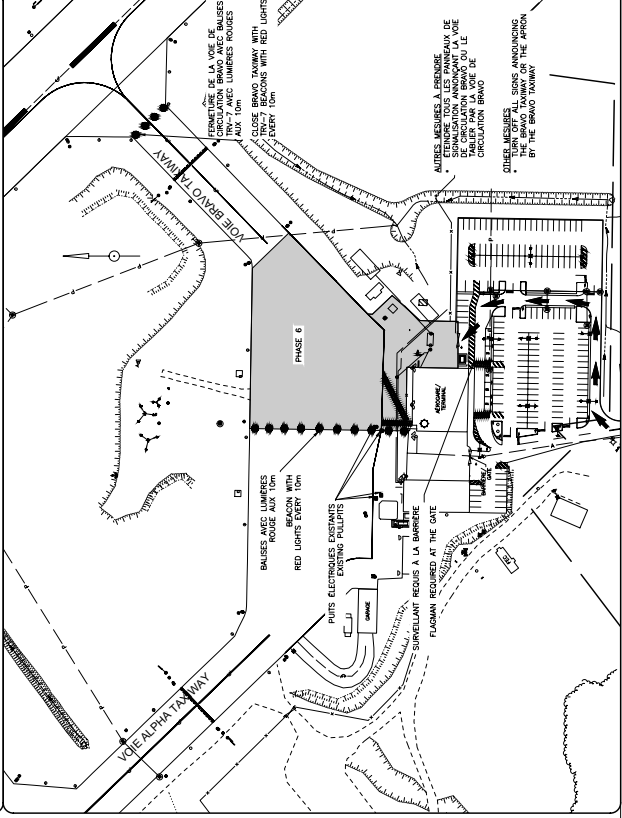 FERMETURE DE LA VOIE DE
CIRCULATION BRAVO AVEC BALISES
TRV-7 AVEC LUMIÈRES ROUGES
AUX 10m
CLOSE BRAVO TAXIWAY WITH
TRV-7 BEACONS WITH RED LIGHTS
EVERY 10m
AUTRES MESURES À PRENDRE
• ÉTEINDRE TOUS LES PANNEAUX DE
SIGNALISATION ANNONÇANT LA VOIE
DE CIRCULATION BRAVO OU LE
TABLIER PAR LA VOIE DE
CIRCULATION BRAVO
OTHER MESURES
• TURN OFF ALL SIGNS ANNOUNCING
THE BRAVO TAXIWAY OR THE APRON
BY THE BRAVO TAXIWAY
VOIE BRAVO TAXIWAY
PHASE 6
AÉROGARE/
TERMINAL
BARRIÈRE/
GATE
BALISES AVEC LUMIÈRES
ROUGE AUX 10m
BEACON WITH
RED LIGHTS EVERY 10m
PUITS ÉLECTRIQUES EXISTANTS
EXISTING PULLPITS
GARAGE
SURVEILLANT REQUIS À LA BARRIÈRE
FLAGMAN REQUIRED AT THE GATE
VOIE ALPHA TAXIWAY